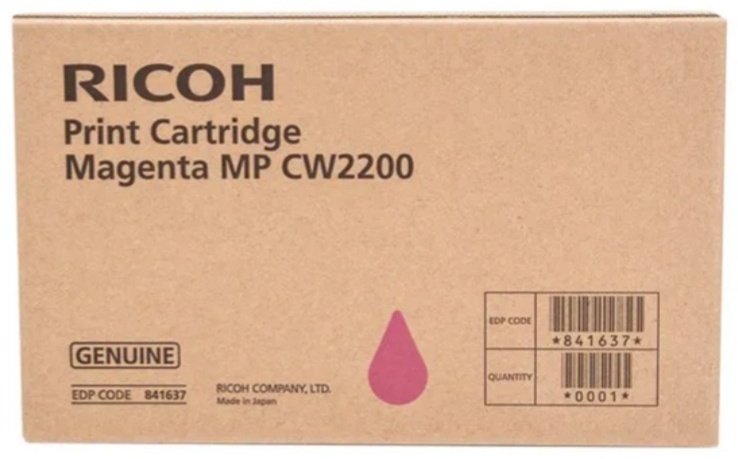 RICOH
Print Cartridge
Magenta MP CW2200
GENUINE
EDP CODE 841637
RICOH COMPANY, LTD.
Made in Japan
EDP CODE
*841637*
QUANTITY
*0001*